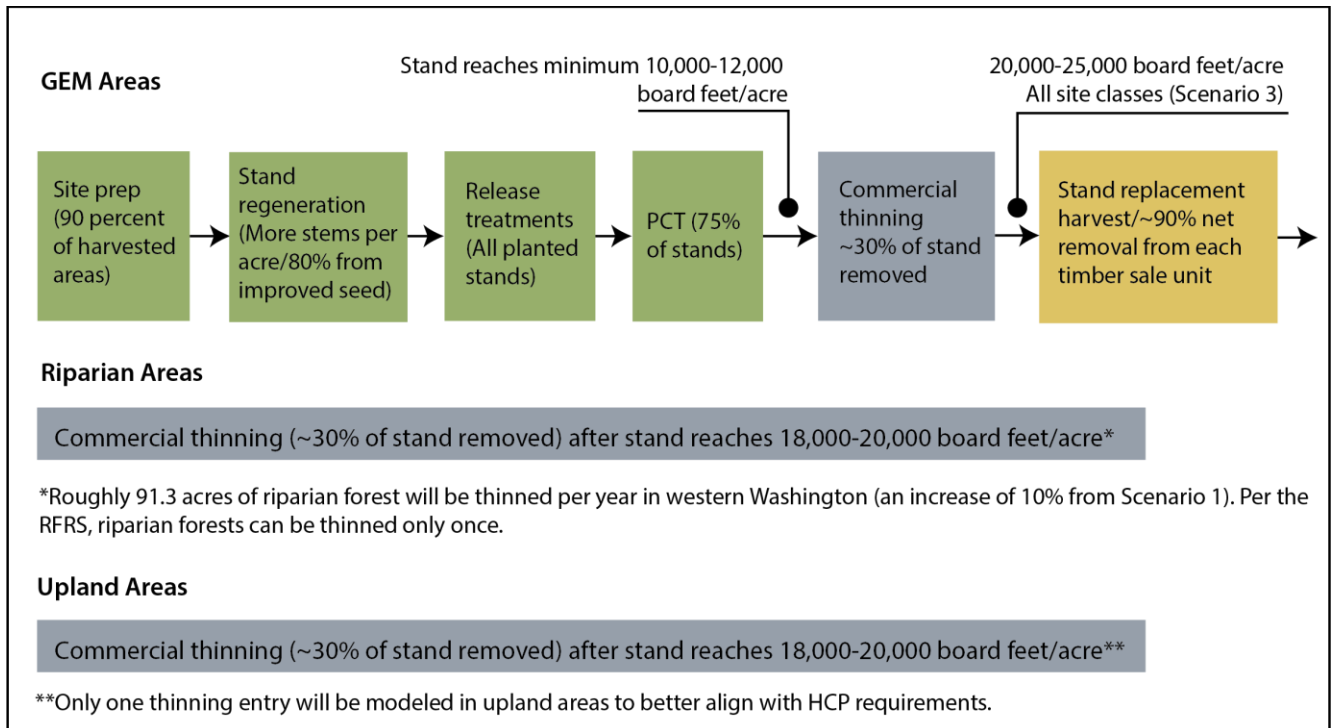 GEM Areas
Stand reaches minimum 10,000-12,000
board feet/acre
20,000-25,000 board feet/acre
All site classes (Scenario 3)
Site prep
(90 percent
of harvested
areas)
Stand
regeneration
(More stems per
acre/80% from
improved seed)
Release
treatments
(All planted
stands)
PCT (75%
of stands)
Commercial
thinning
~30% of stand
removed
Stand replacement
harvest/~90% net
removal from each
timber sale unit
Riparian Areas
Commercial thinning (~30% of stand removed) after stand reaches 18,000-20,000 board feet/acre*
*Roughly 91.3 acres of riparian forest will be thinned per year in western Washington (an increase of 10% from Scenario 1). Per the
RFRS, riparian forests can be thinned only once.
Upland Areas
Commercial thinning (~30% of stand removed) after stand reaches 18,000-20,000 board feet/acre**
**Only one thinning entry will be modeled in upland areas to better align with HCP requirements.